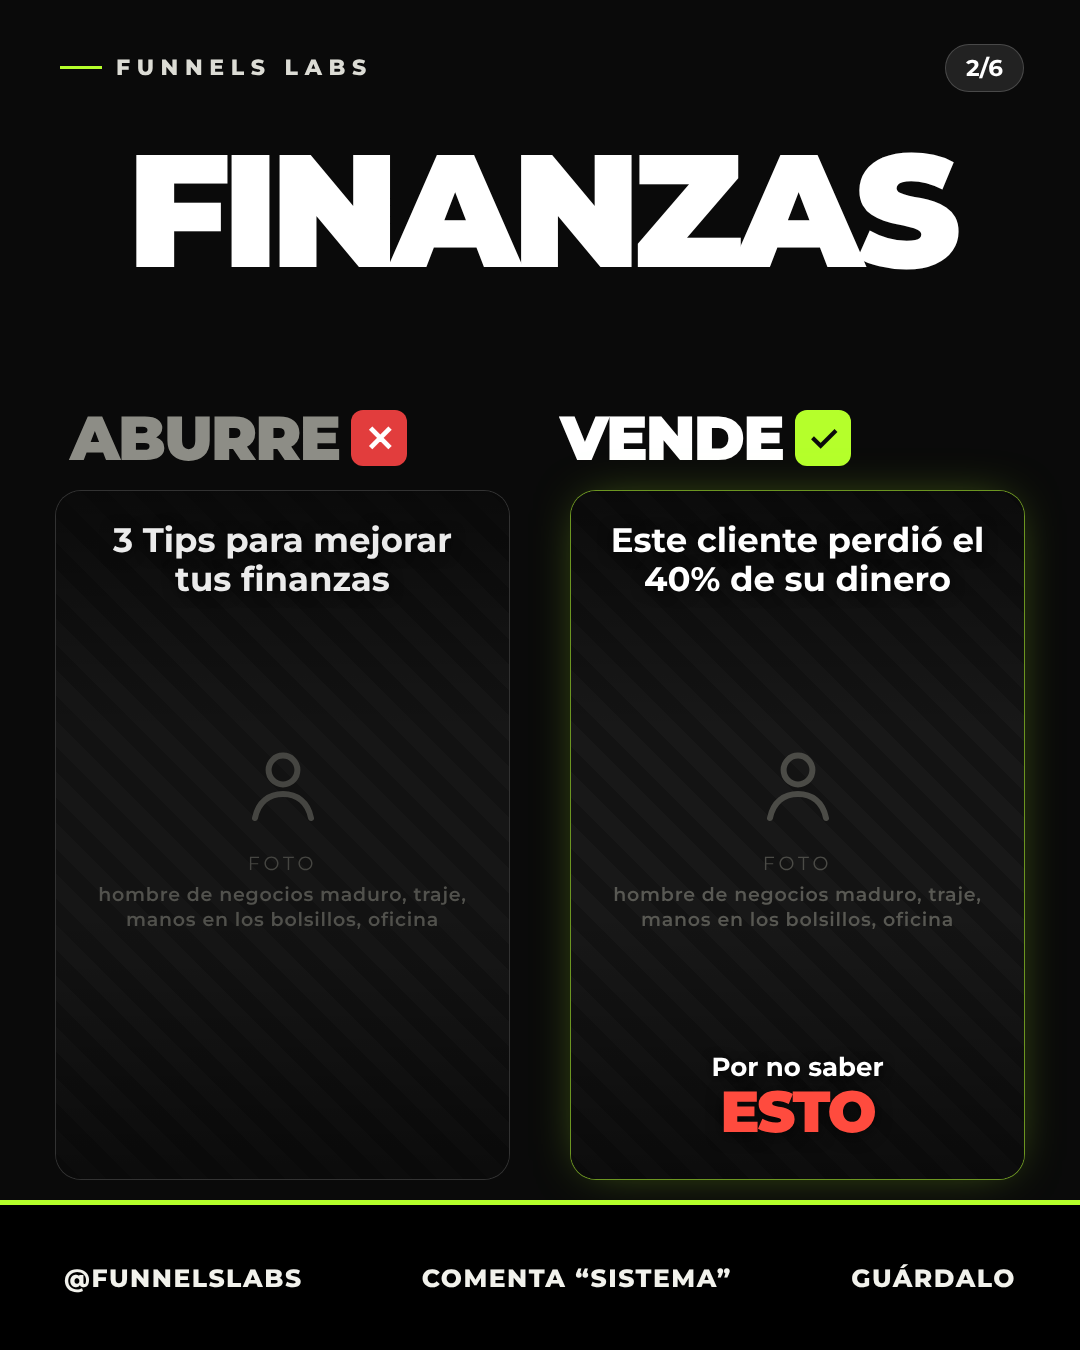 FUNNELS LABS
2/6
FINANZAS
ABURRE
VENDE
3 Tips para mejorar
tus finanzas
FOTO
hombre de negocios maduro, traje,
manos en los bolsillos, oficina
Este cliente perdió el
40% de su dinero
FOTO
hombre de negocios maduro, traje,
manos en los bolsillos, oficina
Por no saber
ESTO
@FUNNELSLABS
COMENTA “SISTEMA”
GUÁRDALO